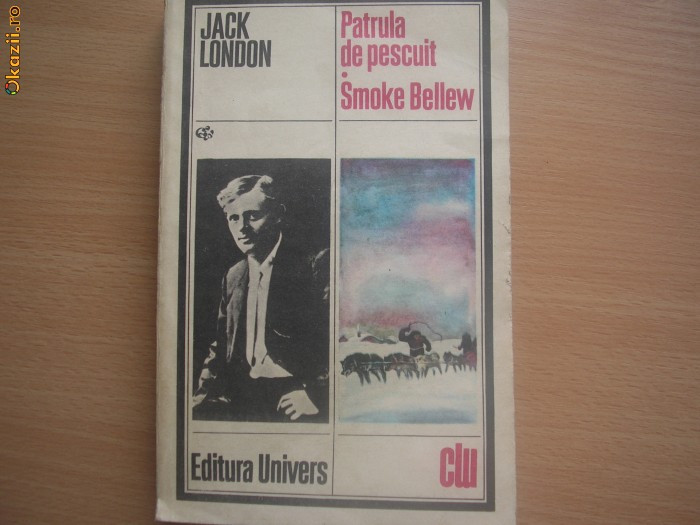 Okazii.ro
JACK
LONDON
Patrula
de pescuit
•
Smoke Bellew
Editura Univers
clu